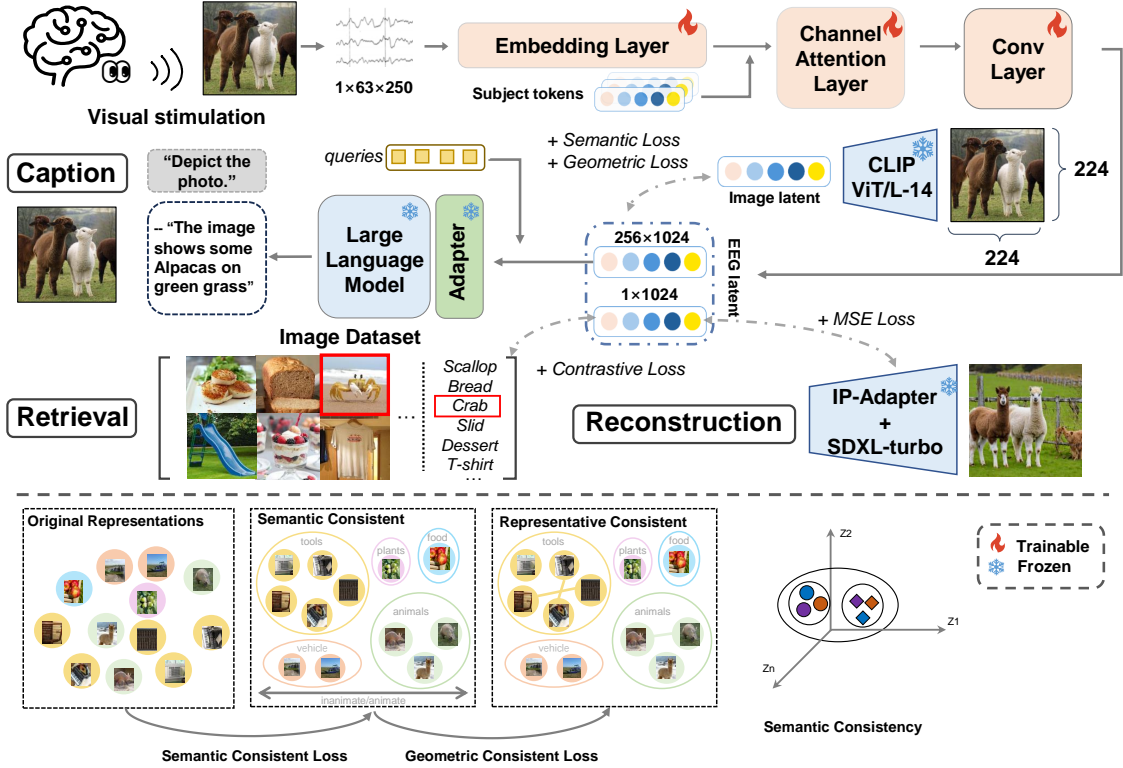 Visual stimulation
1×63×250
Embedding Layer
Subject tokens
Channel
Attention
Layer
Conv
Layer
Caption
“Depict the
photo.”
-- “The image
shows some
Alpacas on
green grass”
queries
Large
Language
Model
Adapter
+ Semantic Loss
+ Geometric Loss
Image latent
CLIP
ViT/L-14
224
224
256×1024
1×1024
EEG latent
+ MSE Loss
+ Contrastive Loss
Image Dataset
Retrieval
...
Scallop
Bread
Crab
Slid
Dessert
T-shirt
...
Reconstruction
IP-Adapter
+
SDXL-turbo
Original Representations
Semantic Consistent
tools
plants
food
animals
vehicle
inanimate/animate
Representative Consistent
tools
plants
food
animals
vehicle
Semantic Consistent Loss
Geometric Consistent Loss
Z2
Z1
Zn
Semantic Consistency
Trainable
Frozen